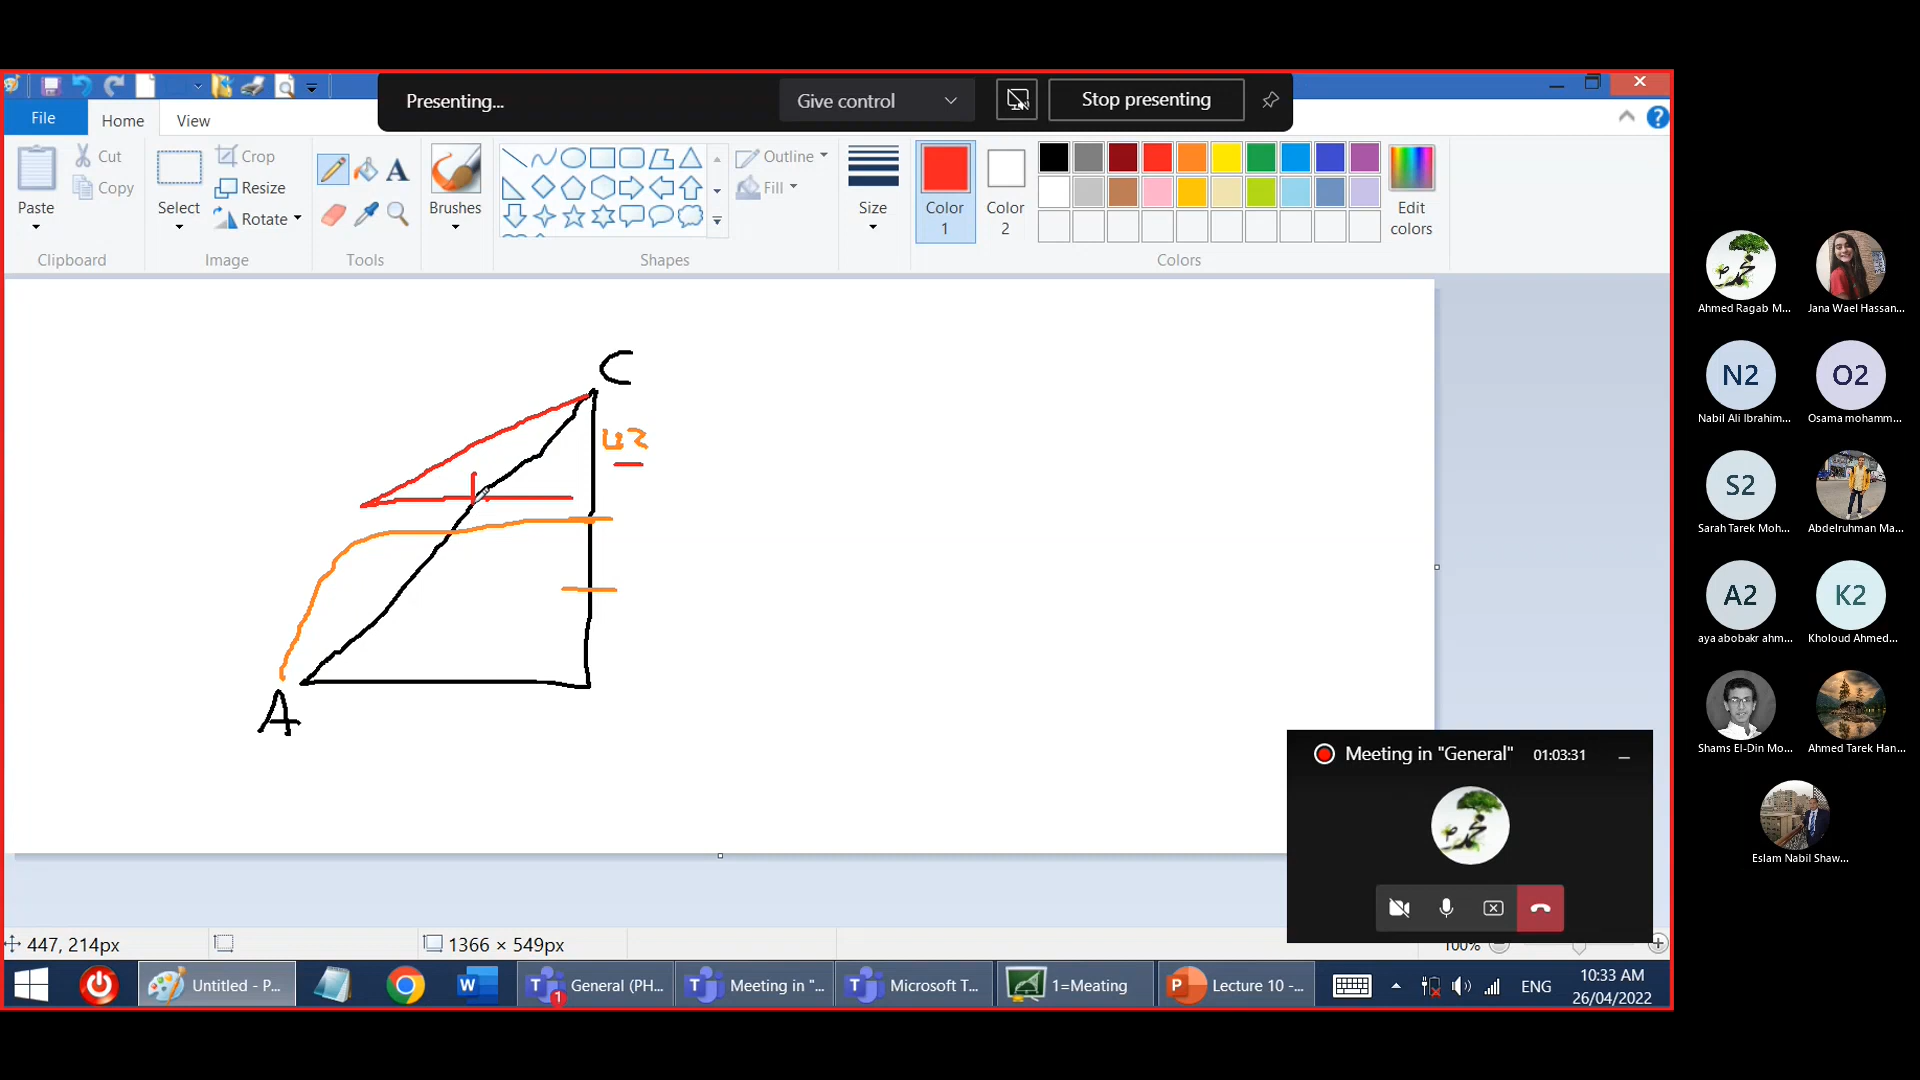 Presenting...
Give control
Stop presenting
File
Home
View
Paste
Cut
Copy
Clipboard
Select
Crop
Resize
Rotate
Image
Tools
Brushes
Shapes
Outline
Fill
Size
Color
1
Color
2
Edit
colors
Colors
C
A
Meeting in "General"
01:03:31
447, 214px
1366 × 549px
100%
Untitled - P...
1
General (PH...
Meeting in "...
Microsoft T...
1=Meating
Lecture 10 -...
ENG
10:33 AM
26/04/2022
Ahmed Ragab M...
Jana Wael Hassan...
N2
Nabil Ali Ibrahim...
O2
Osama mohamm...
S2
Sarah Tarek Moh...
Abdelruhman Ma...
A2
aya abobakr ahm...
K2
Kholoud Ahmed...
Shams El-Din Mo...
Ahmed Tarek Han...
Eslam Nabil Shaw...